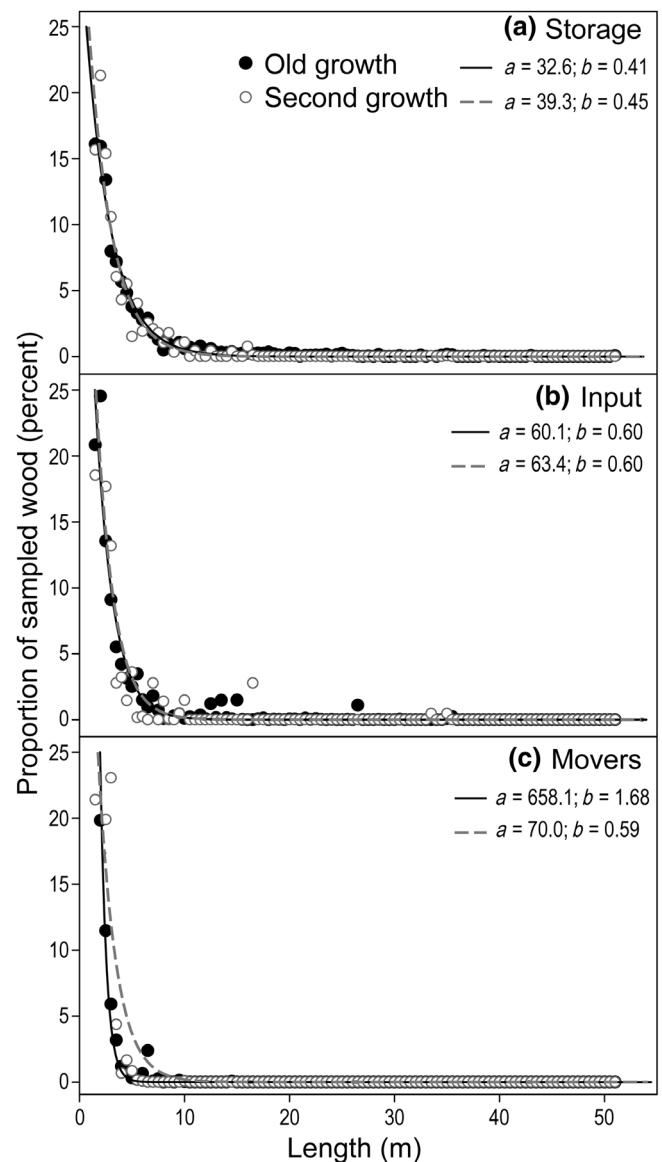 (a) Storage
Old growth
Second growth
a = 32.6; b = 0.41
a = 39.3; b = 0.45
25
20
15
10
5
0
(b) Input
a = 60.1; b = 0.60
a = 63.4; b = 0.60
25
20
15
10
5
0
Proportion of sampled wood (percent)
(c) Movers
a = 658.1; b = 1.68
a = 70.0; b = 0.59
25
20
15
10
5
0
0 10 20 30 40 50
Length (m)